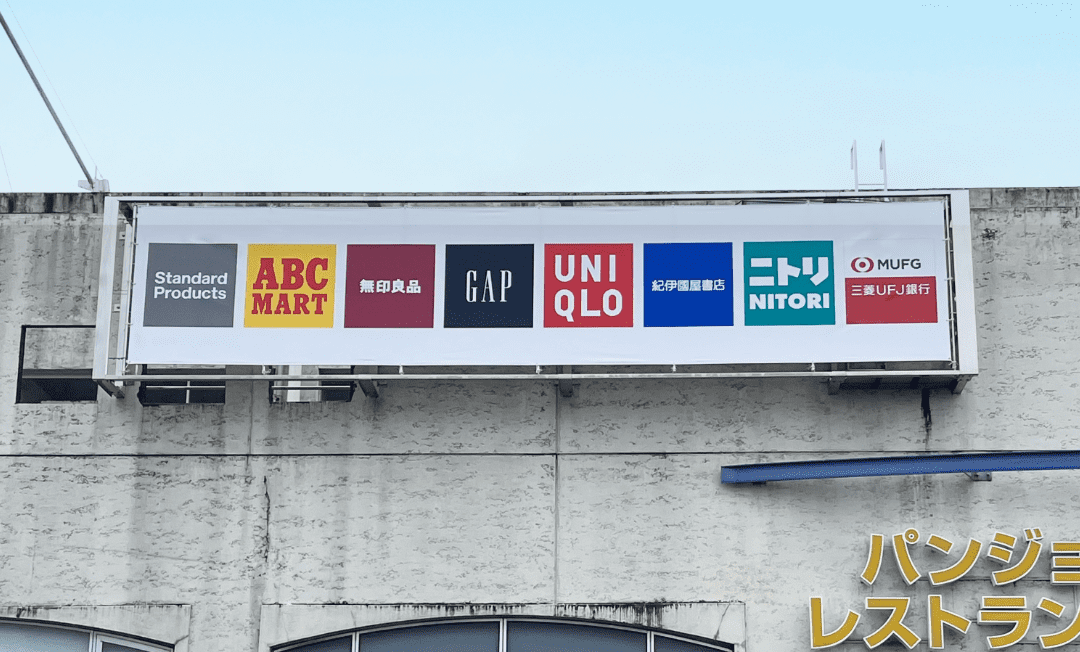 Standard
Products
ABC
MART
無印良品
GAP
UNI
QLO
紀伊國屋書店
ニトリ
NITORI
MUFG
三菱UFJ銀行
パンジョ
レストラン